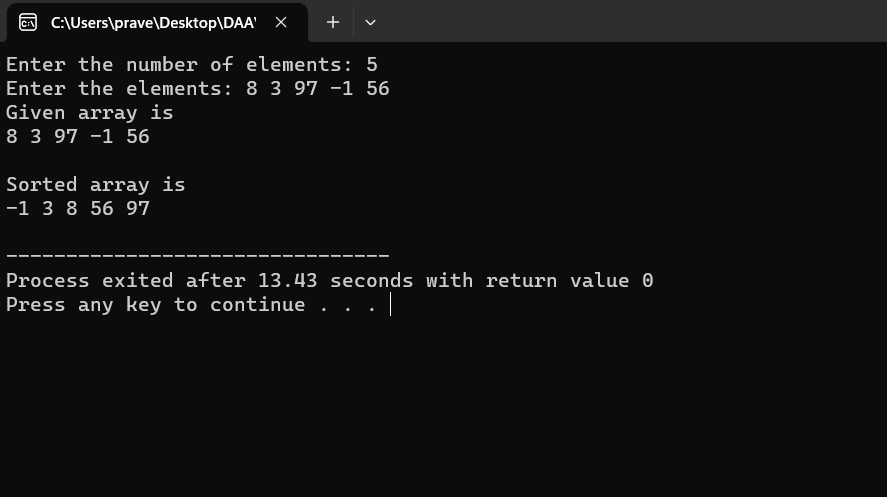 C:\Users\prave\Desktop\DAA\
Enter the number of elements: 5
Enter the elements: 8 3 97 -1 56
Given array is
8 3 97 -1 56
Sorted array is
-1 3 8 56 97
--------------------------------
Process exited after 13.43 seconds with return value 0
Press any key to continue . . .